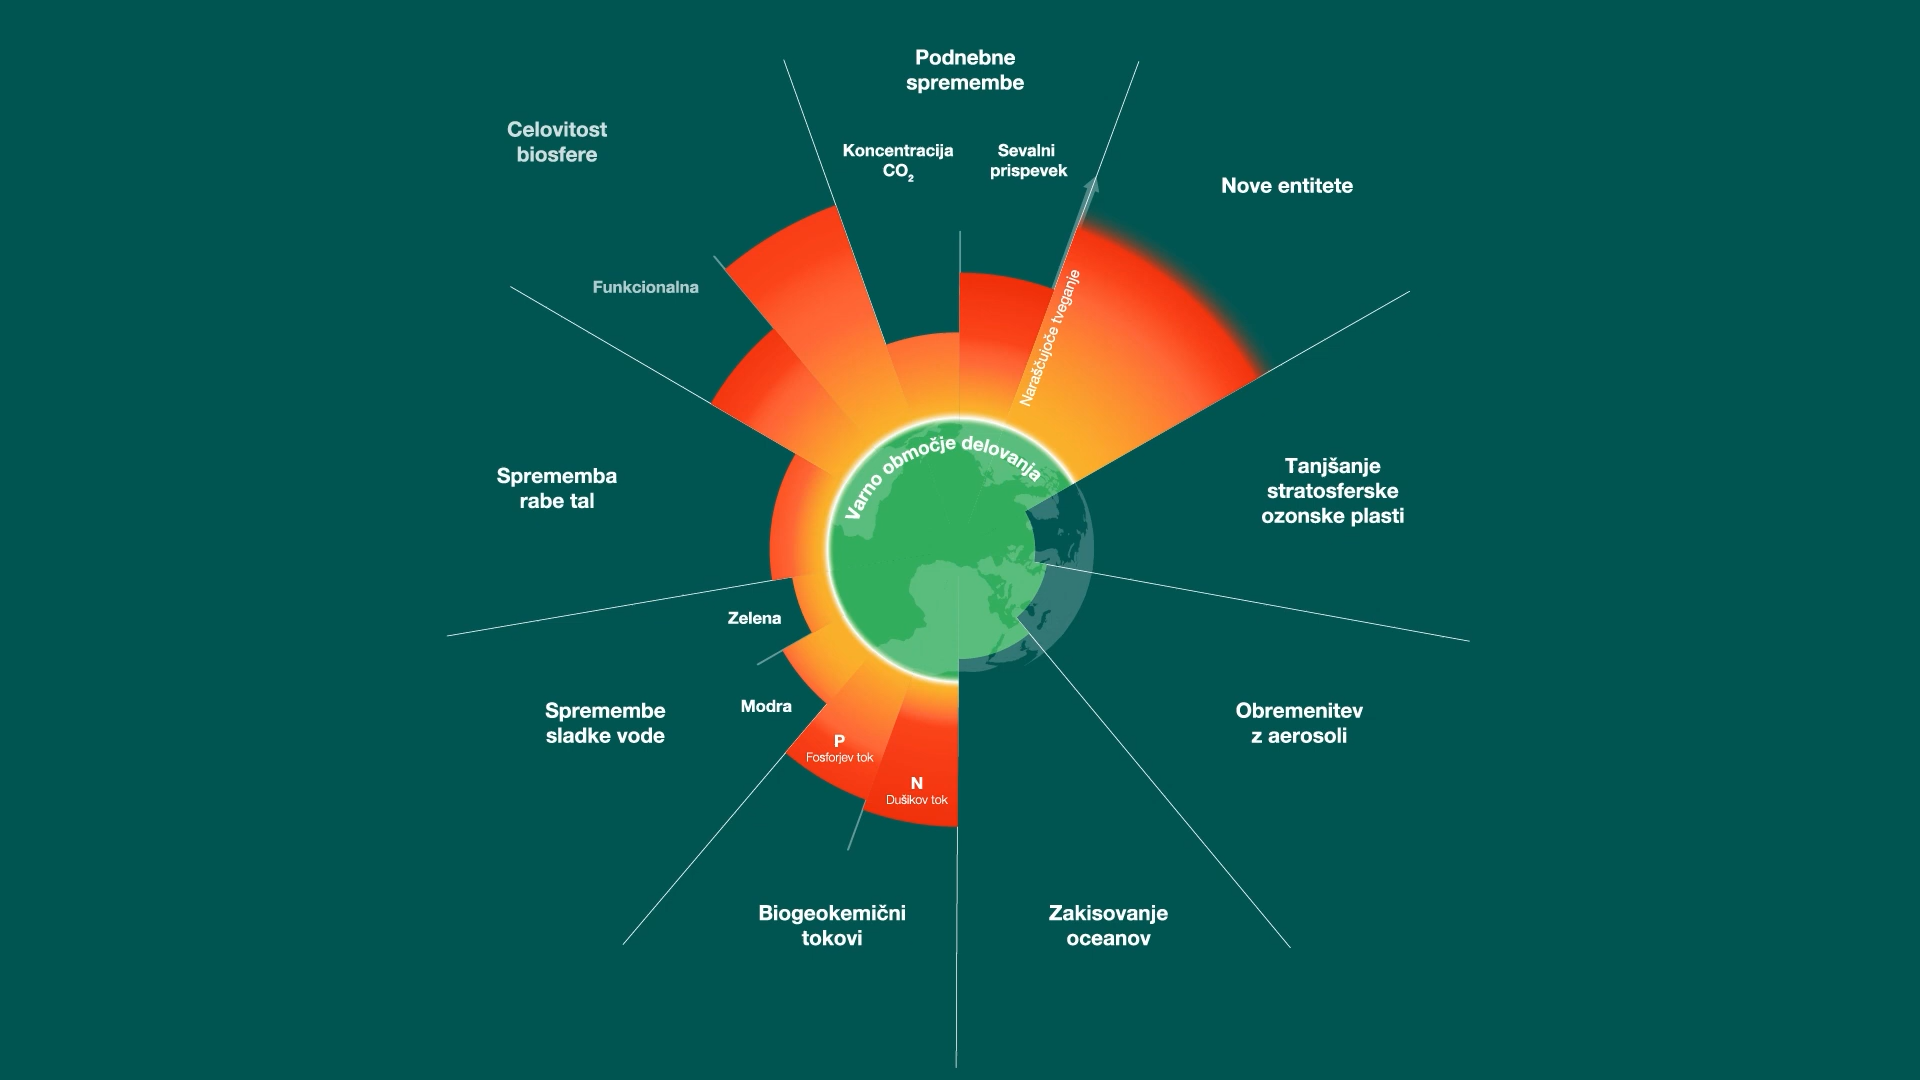 Podnebne
spremembe
Koncentracija
CO₂
Sevalni
prispevek
Nove entitete
Celovitost
biosfere
Funkcionalna
Naraščujoče tveganje
Varno območje delovanja
Tanjšanje
stratosferske
ozonske plasti
Sprememba
rabe tal
Zelena
Modra
Spremembe
sladke vode
Obremenitev
z aerosoli
P
Fosforjev tok
N
Dušikov tok
Biogeokemični
tokovi
Zakisovanje
oceanov